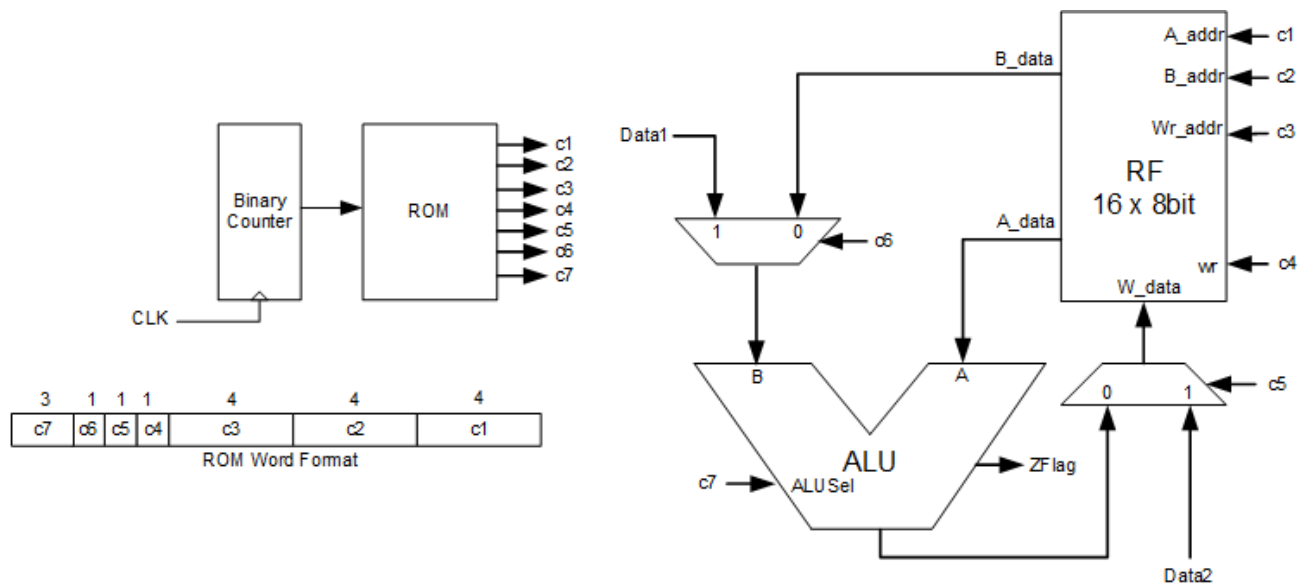 A_addr
c1
B_data
B_addr
c2
Data1
Wr_addr
c3
c1
c2
Binary
Counter
ROM
c3
c4
c5
c6
c7
RF
16 x 8bit
1 0
c6
A_data
wr
c4
W_data
CLK
B
A
0 1
c5
3 1 1 1 4 4 4
c7 c6 c5 c4 c3 c2 c1
ROM Word Format
ALU
ZFlag
c7
ALUSel
Data2